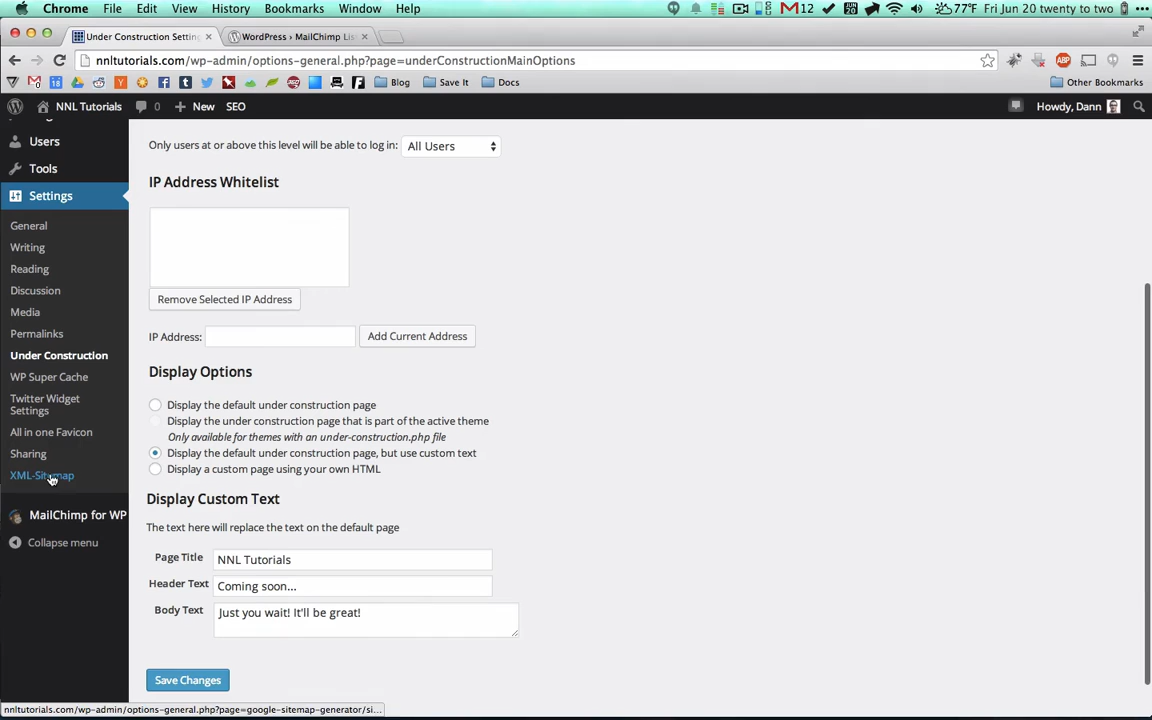 Chrome File Edit View History Bookmarks Window Help M12 JUN 20 77°F Fri Jun 20 twenty to two
Under Construction Settin × WordPress › MailChimp Lis ×
nnltutorials.com/wp-admin/options-general.php?page=underConstructionMainOptions ABP
Blog Save It Docs Other Bookmarks
NNL Tutorials 0 + New SEO Howdy, Dann
Users
Tools
Settings
General
Writing
Reading
Discussion
Media
Permalinks
Under Construction
WP Super Cache
Twitter Widget
Settings
All in one Favicon
Sharing
XML-Sitemap
MailChimp for WP
Collapse menu
Only users at or above this level will be able to log in: All Users
IP Address Whitelist
Remove Selected IP Address
IP Address: Add Current Address
Display Options
Display the default under construction page
Display the under construction page that is part of the active theme
Only available for themes with an under-construction.php file
Display the default under construction page, but use custom text
Display a custom page using your own HTML
Display Custom Text
The text here will replace the text on the default page
Page Title NNL Tutorials
Header Text Coming soon...
Body Text Just you wait! It'll be great!
Save Changes
nnltutorials.com/wp-admin/options-general.php?page=google-sitemap-generator/si...